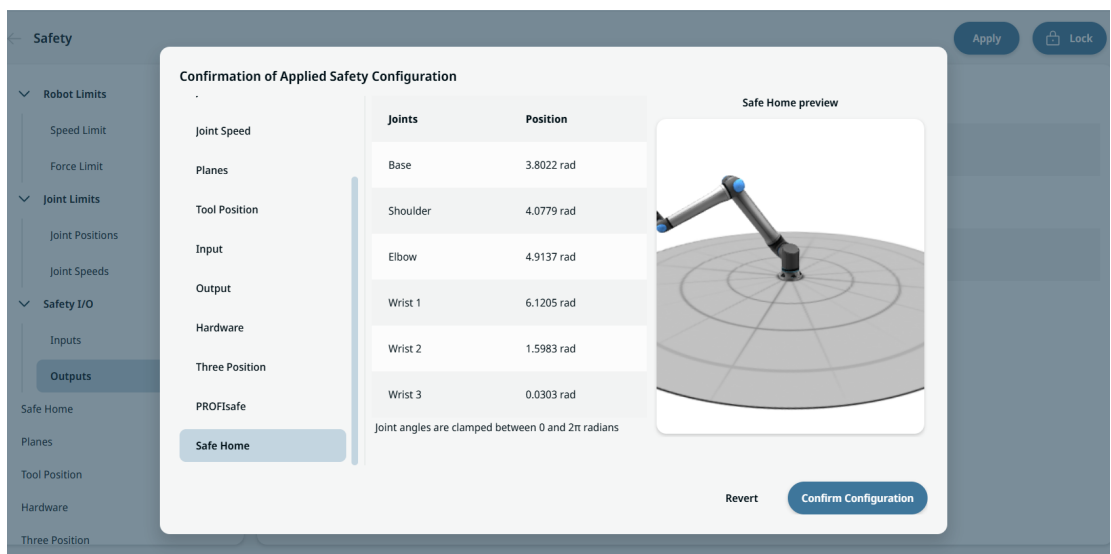 Safety
Apply
Lock
Robot Limits
Speed Limit
Force Limit
Joint Limits
Joint Positions
Joint Speeds
Safety I/O
Inputs
Outputs
Safe Home
Planes
Tool Position
Hardware
Three Position
Confirmation of Applied Safety Configuration
Joint Speed
Planes
Tool Position
Input
Output
Hardware
Three Position
PROFIsafe
Safe Home
Joints Position
Base 3.8022 rad
Shoulder 4.0779 rad
Elbow 4.9137 rad
Wrist 1 6.1205 rad
Wrist 2 1.5983 rad
Wrist 3 0.0303 rad
Joint angles are clamped between 0 and 2π radians
Safe Home preview
Revert
Confirm Configuration